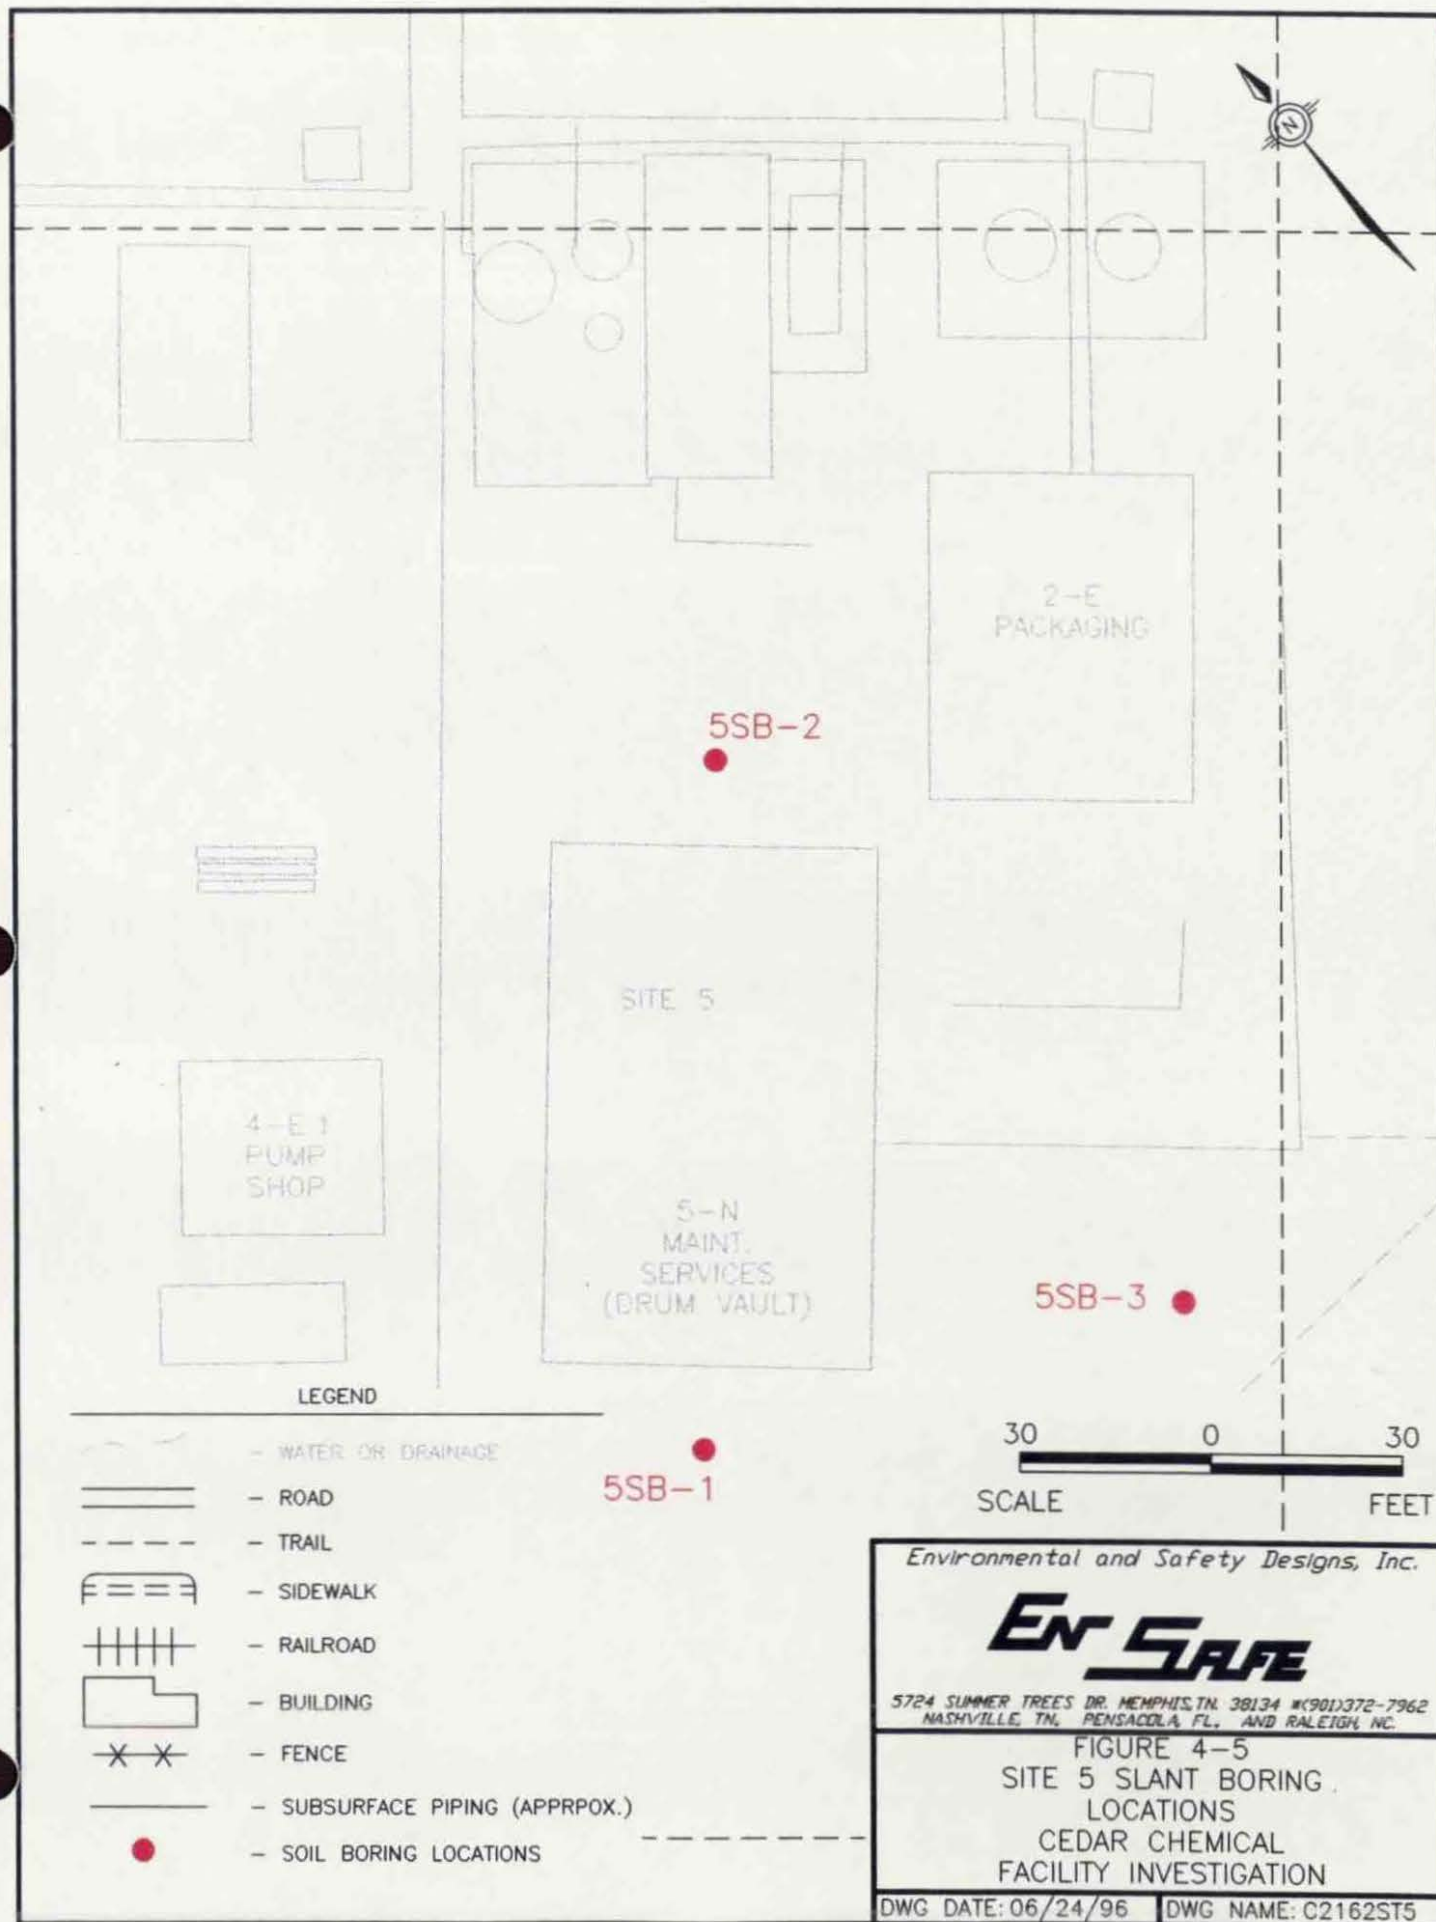 N
2-E
PACKAGING
5SB-2
SITE 5
4-E 1
PUMP
SHOP
5-N
MAINT.
SERVICES
(DRUM VAULT)
5SB-3
5SB-1
LEGEND
- WATER OR DRAINAGE
- ROAD
- TRAIL
- SIDEWALK
- RAILROAD
- BUILDING
- FENCE
- SUBSURFACE PIPING (APPRPOX.)
- SOIL BORING LOCATIONS
30 0 30
SCALE FEET
Environmental and Safety Designs, Inc.
EnSafe
5724 SUMMER TREES DR. MEMPHIS, TN. 38134 (901)372-7962
NASHVILLE, TN, PENSACOLA, FL, AND RALEIGH, NC.
FIGURE 4-5
SITE 5 SLANT BORING
LOCATIONS
CEDAR CHEMICAL
FACILITY INVESTIGATION
DWG DATE: 06/24/96 DWG NAME: C2162ST5